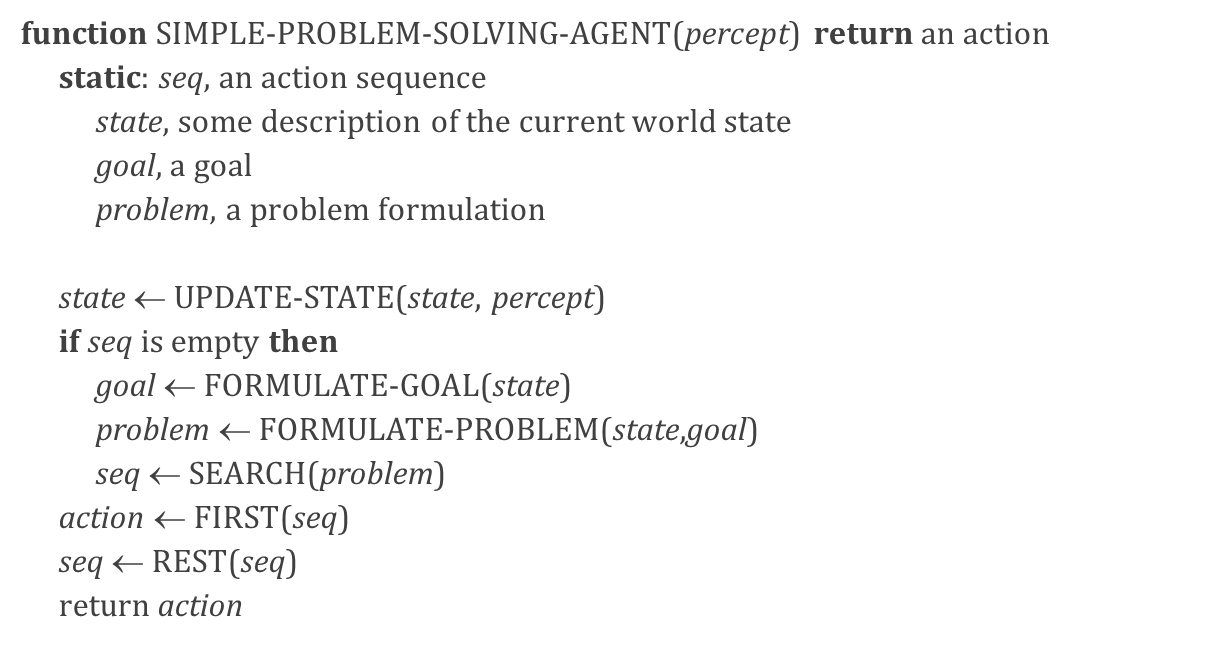 function SIMPLE-PROBLEM-SOLVING-AGENT(percept) return an action
static: seq, an action sequence
state, some description of the current world state
goal, a goal
problem, a problem formulation
state ← UPDATE-STATE(state, percept)
if seq is empty then
goal ← FORMULATE-GOAL(state)
problem ← FORMULATE-PROBLEM(state,goal)
seq ← SEARCH(problem)
action ← FIRST(seq)
seq ← REST(seq)
return action